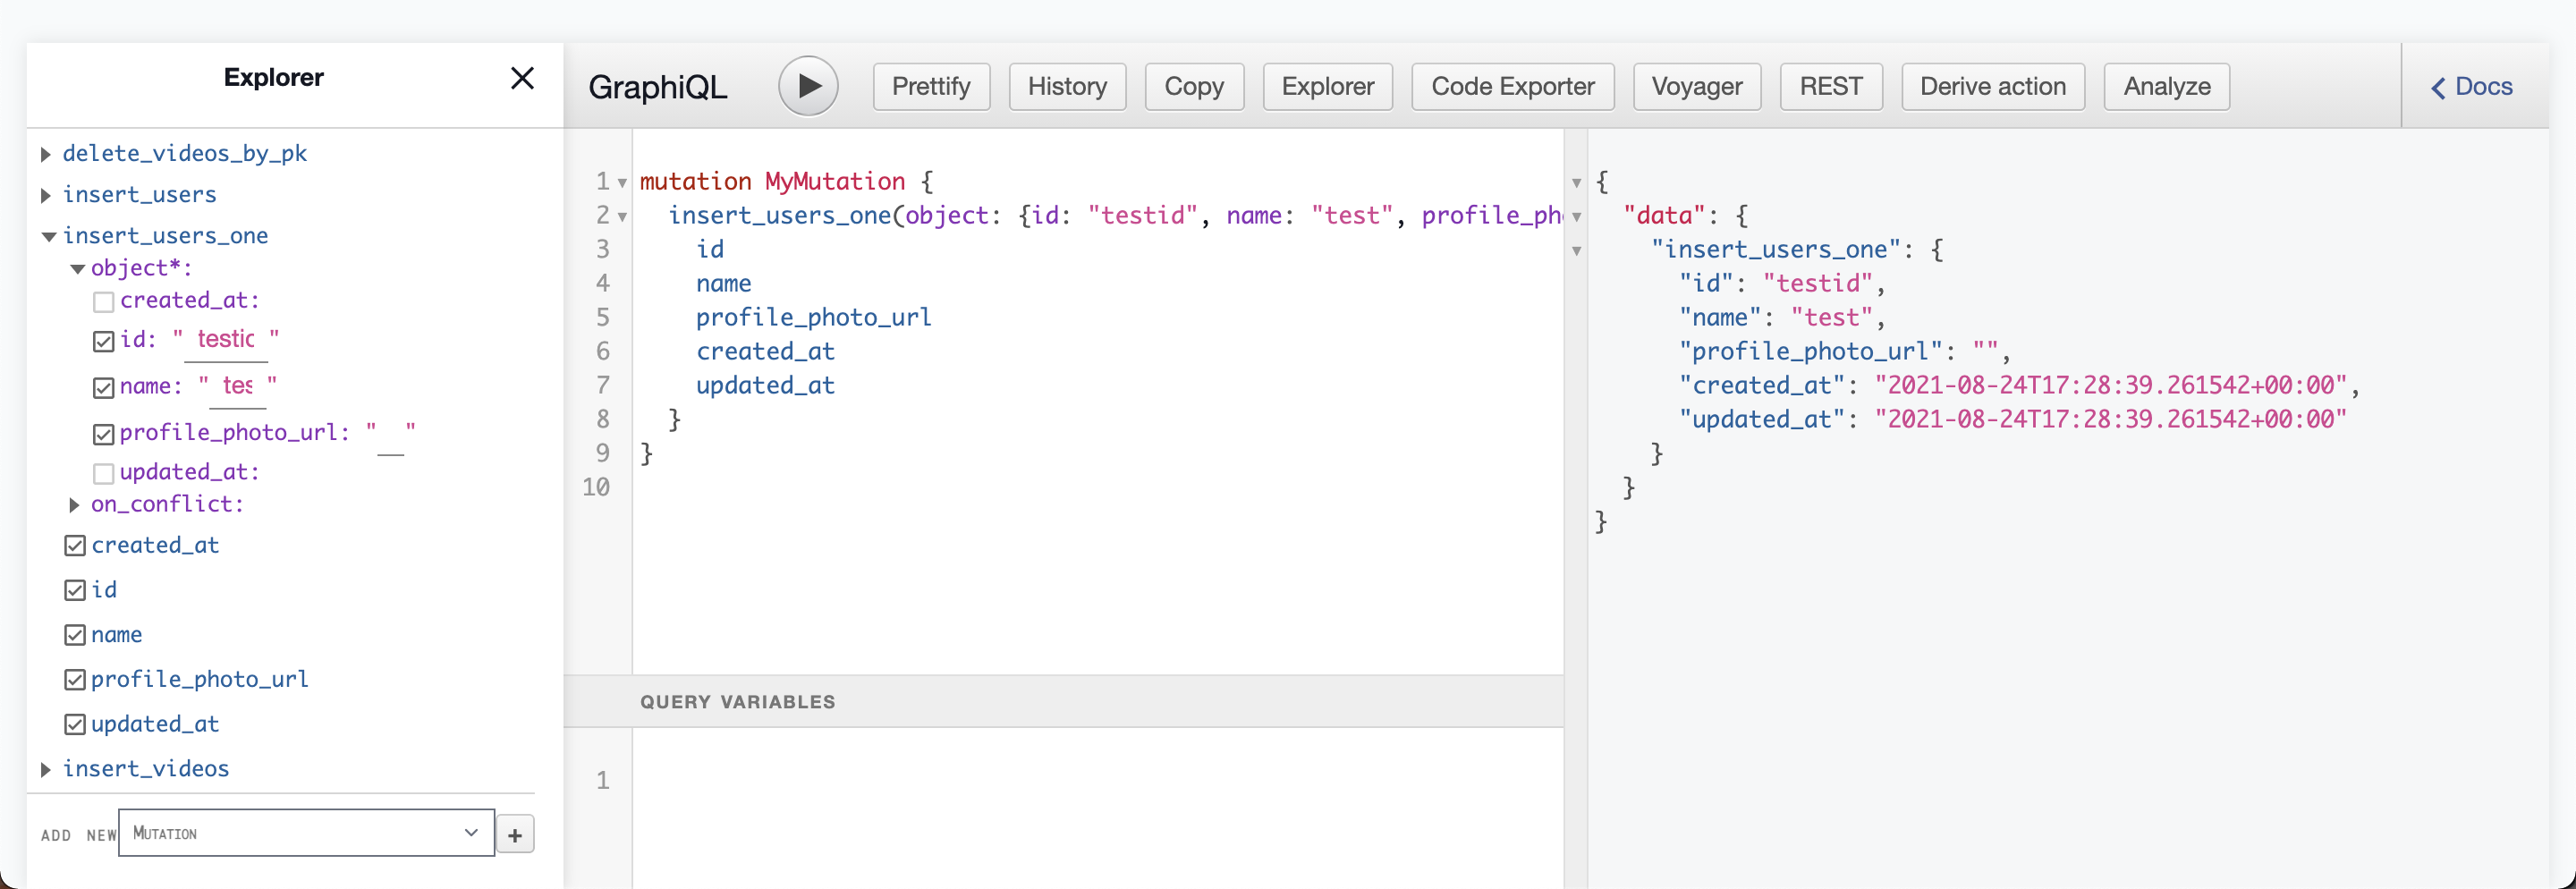 Explorer
delete_videos_by_pk
insert_users
insert_users_one
object*:
created_at:
id: " testid "
name: " tes "
profile_photo_url: " "
updated_at:
on_conflict:
created_at
id
name
profile_photo_url
updated_at
insert_videos
ADD NEW Mutation +
GraphiQL Prettify History Copy Explorer Code Exporter Voyager REST Derive action Analyze Docs
1 mutation MyMutation {
2 insert_users_one(object: {id: "testid", name: "test", profile_ph
3 id
4 name
5 profile_photo_url
6 created_at
7 updated_at
8 }
9 }
10
QUERY VARIABLES
1
{
"data": {
"insert_users_one": {
"id": "testid",
"name": "test",
"profile_photo_url": "",
"created_at": "2021-08-24T17:28:39.261542+00:00",
"updated_at": "2021-08-24T17:28:39.261542+00:00"
}
}
}